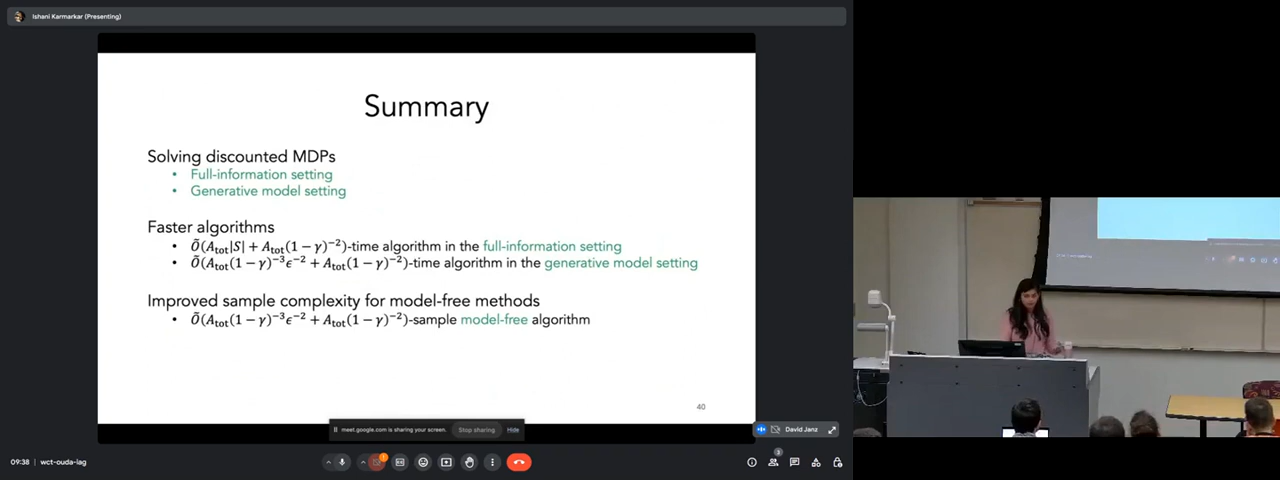 Ishani Karmarkar (Presenting)
Summary
Solving discounted MDPs
• Full-information setting
• Generative model setting
Faster algorithms
• Õ(A_tot|S| + A_tot(1 − γ)^{-2})-time algorithm in the full-information setting
• Õ(A_tot(1 − γ)^{-3}ϵ^{-2} + A_tot(1 − γ)^{-2})-time algorithm in the generative model setting
Improved sample complexity for model-free methods
• Õ(A_tot(1 − γ)^{-3}ϵ^{-2} + A_tot(1 − γ)^{-2})-sample model-free algorithm
40
meet.google.com is sharing your screen. Stop sharing Hide
David Janz
09:38 | wct-ouda-lag